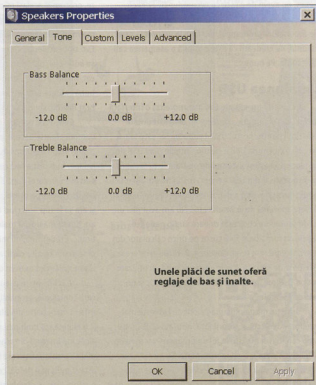 Speakers Properties
General Tone Custom Levels Advanced
Bass Balance
-12.0 dB 0.0 dB +12.0 dB
Treble Balance
-12.0 dB 0.0 dB +12.0 dB
Unele plăci de sunet oferă
reglaje de bas și înalte.
OK Cancel Apply